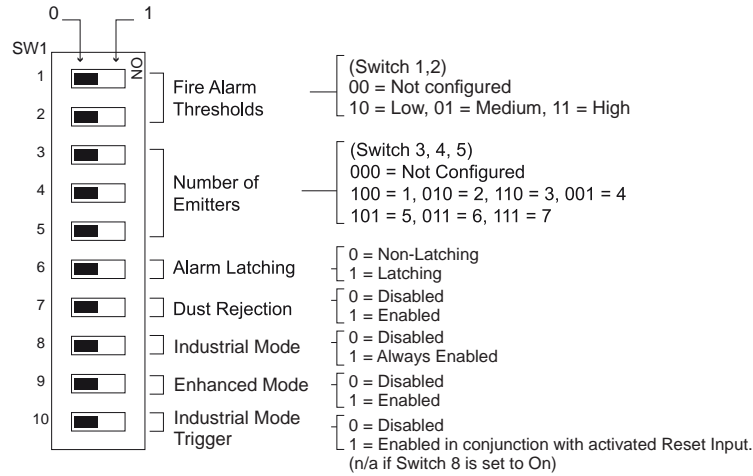 0 1
SW1
ON
1
2
Fire Alarm
Thresholds
(Switch 1,2)
00 = Not configured
10 = Low, 01 = Medium, 11 = High
3
4
5
Number of
Emitters
(Switch 3, 4, 5)
000 = Not Configured
100 = 1, 010 = 2, 110 = 3, 001 = 4
101 = 5, 011 = 6, 111 = 7
6
Alarm Latching
0 = Non-Latching
1 = Latching
7
Dust Rejection
0 = Disabled
1 = Enabled
8
Industrial Mode
0 = Disabled
1 = Always Enabled
9
Enhanced Mode
0 = Disabled
1 = Enabled
10
Industrial Mode
Trigger
0 = Disabled
1 = Enabled in conjunction with activated Reset Input.
(n/a if Switch 8 is set to On)